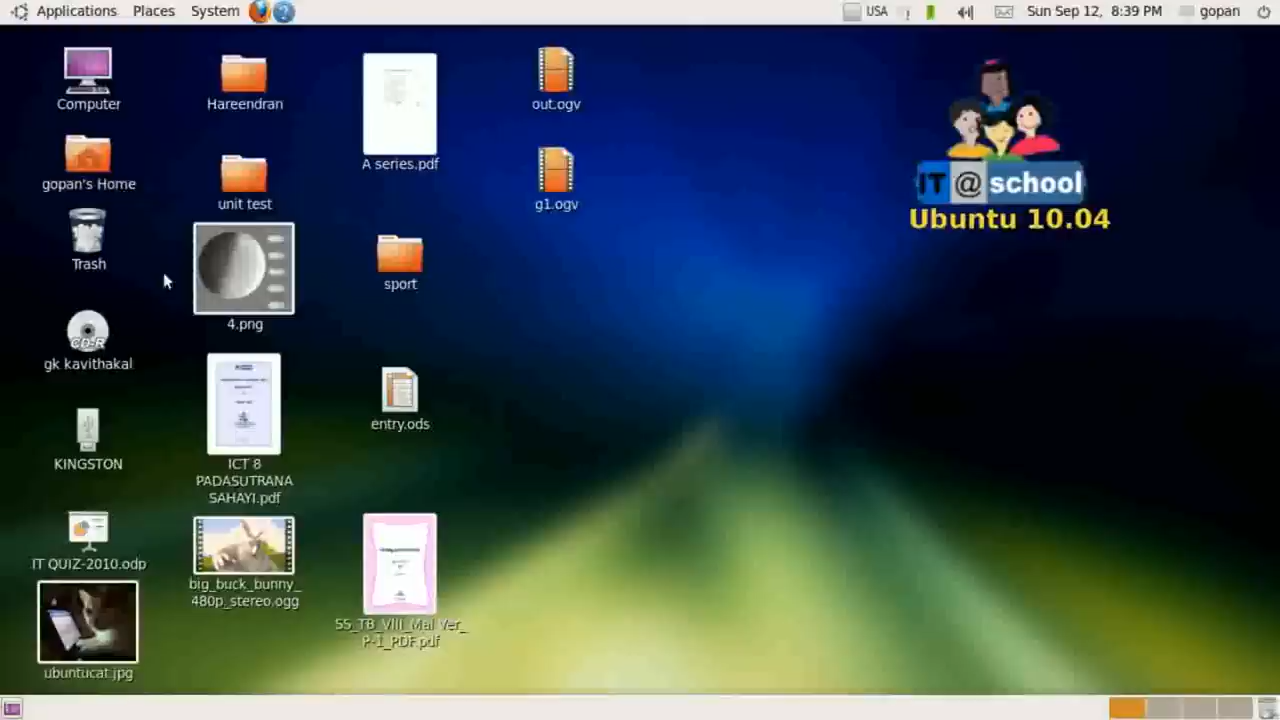 Applications Places System USA Sun Sep 12, 8:39 PM gopan
Computer
gopan's Home
Trash
gk kavithakal
KINGSTON
IT QUIZ-2010.odp
ubuntucat.jpg
Hareendran
unit test
4.png
ICT 8
PADASUTRANA
SAHAYI.pdf
big_buck_bunny_
480p_stereo.ogg
A series.pdf
sport
entry.ods
SS_TB_VIII_Mal Ver_
P-1_PDF.pdf
out.ogv
g1.ogv
IT @ school
Ubuntu 10.04